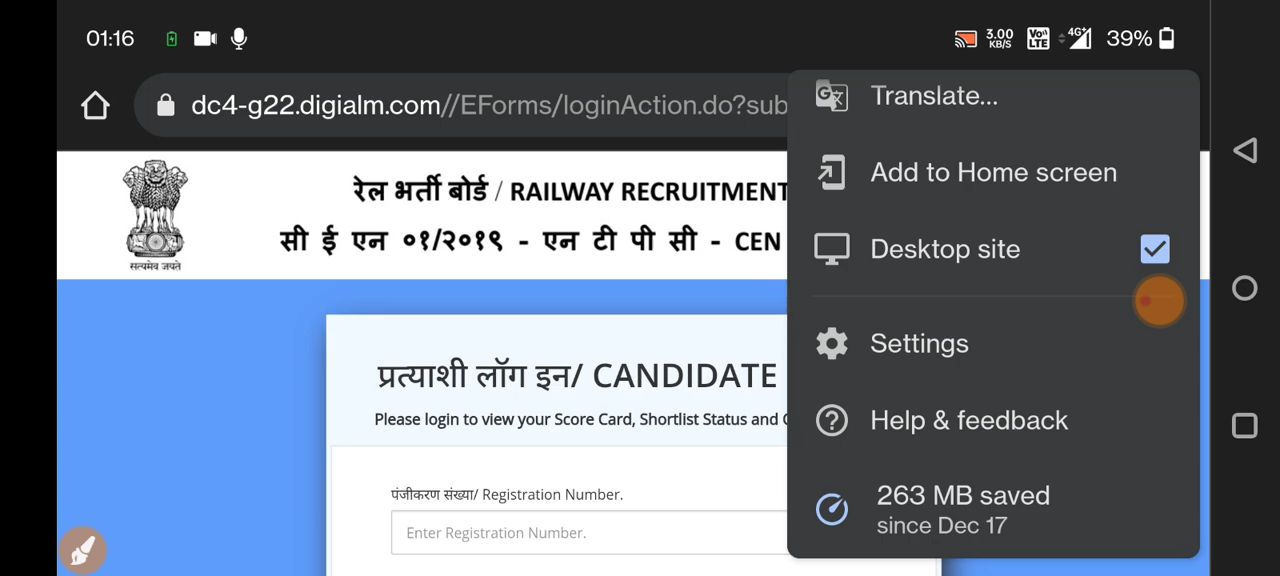 01:16
3.00 KB/S
Vo LTE
4G+
39%
dc4-g22.digialm.com//EForms/loginAction.do?sub
Translate...
Add to Home screen
Desktop site
Settings
Help & feedback
263 MB saved
since Dec 17
सत्यमेव जयते
रेल भर्ती बोर्ड / RAILWAY RECRUITMENT
सी ई एन ०१/२०१९ - एन टी पी सी - CEN
प्रत्याशी लॉग इन/ CANDIDATE
Please login to view your Score Card, Shortlist Status and
पंजीकरण संख्या/ Registration Number.
Enter Registration Number.